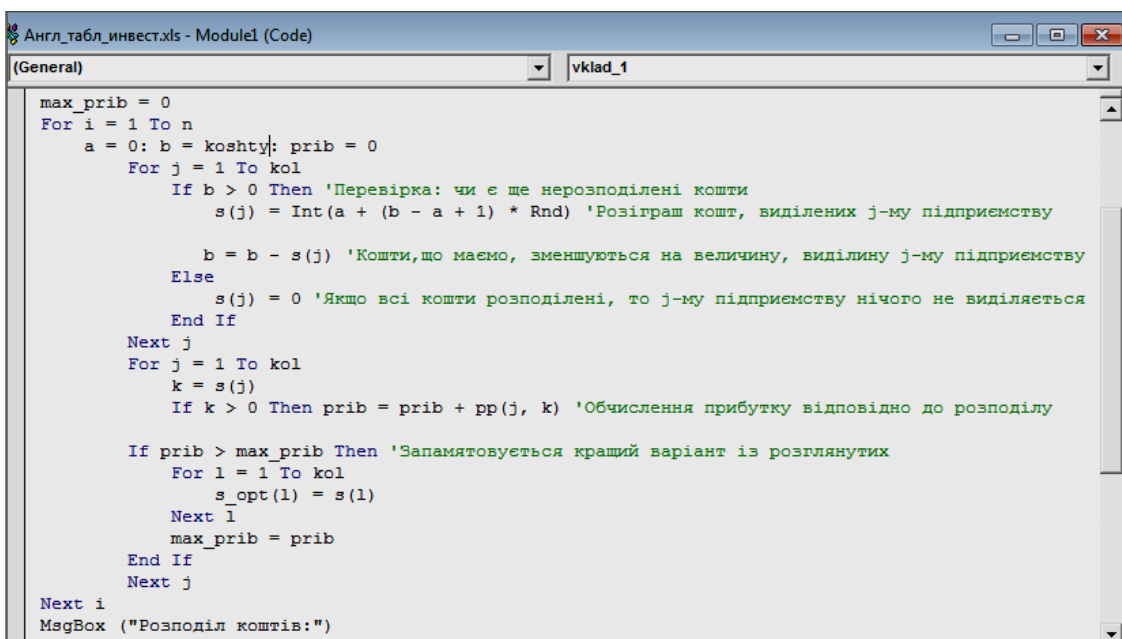 Англ_табл_инвест.xls - Module1 (Code)
(General) vklad_1
max_prib = 0
For i = 1 To n
a = 0: b = koshty: prib = 0
For j = 1 To kol
If b > 0 Then 'Перевірка: чи є ще нерозподілені кошти
s(j) = Int(a + (b - a + 1) * Rnd) 'Розіграш кошт, виділених j-му підприємству
b = b - s(j) 'Кошти,що маємо, зменшуються на величину, виділину j-му підприємству
Else
s(j) = 0 'Якщо всі кошти розподілені, то j-му підприємству нічого не виділяється
End If
Next j
For j = 1 To kol
k = s(j)
If k > 0 Then prib = prib + pp(j, k) 'Обчислення прибутку відповідно до розподілу
If prib > max_prib Then 'Запамятовується кращий варіант із розглянутих
For l = 1 To kol
s_opt(l) = s(l)
Next l
max_prib = prib
End If
Next j
Next i
MsgBox ("Розподіл коштів:")